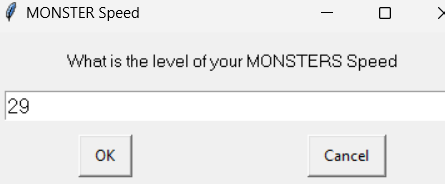 MONSTER Speed
What is the level of your MONSTERS Speed
29
OK
Cancel